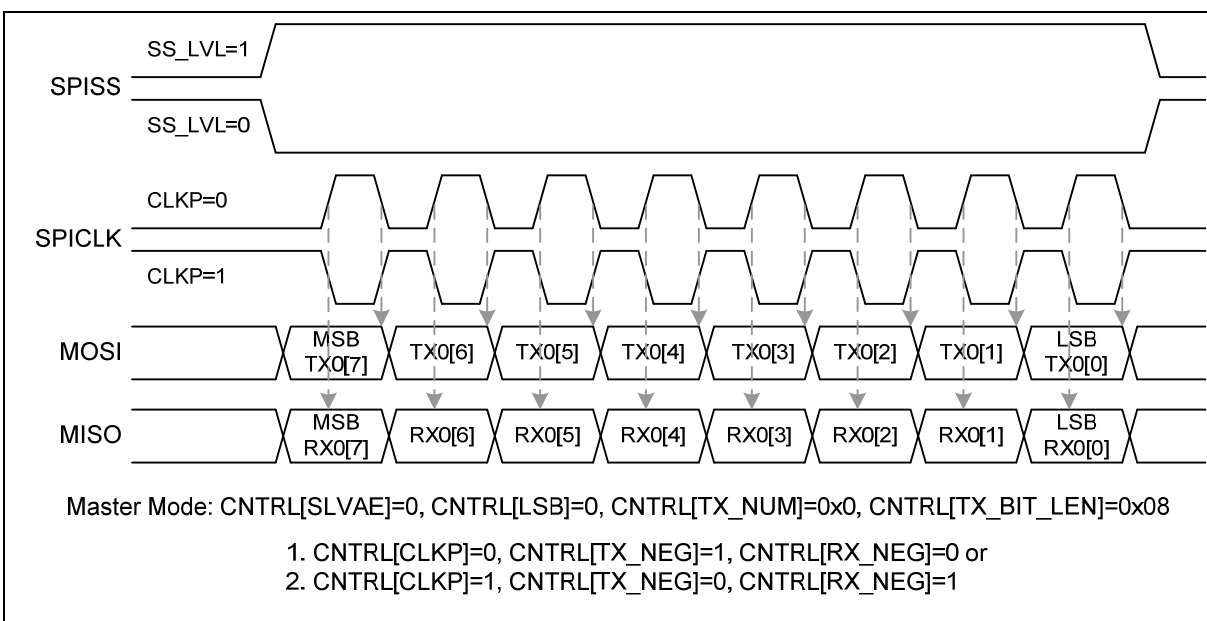 SS_LVL=1
SPISS
SS_LVL=0
CLKP=0
SPICLK
CLKP=1
MOSI
MSB TX0[7]
TX0[6]
TX0[5]
TX0[4]
TX0[3]
TX0[2]
TX0[1]
LSB TX0[0]
MISO
MSB RX0[7]
RX0[6]
RX0[5]
RX0[4]
RX0[3]
RX0[2]
RX0[1]
LSB RX0[0]
Master Mode: CNTRL[SLVAE]=0, CNTRL[LSB]=0, CNTRL[TX_NUM]=0x0, CNTRL[TX_BIT_LEN]=0x08
1. CNTRL[CLKP]=0, CNTRL[TX_NEG]=1, CNTRL[RX_NEG]=0 or
2. CNTRL[CLKP]=1, CNTRL[TX_NEG]=0, CNTRL[RX_NEG]=1